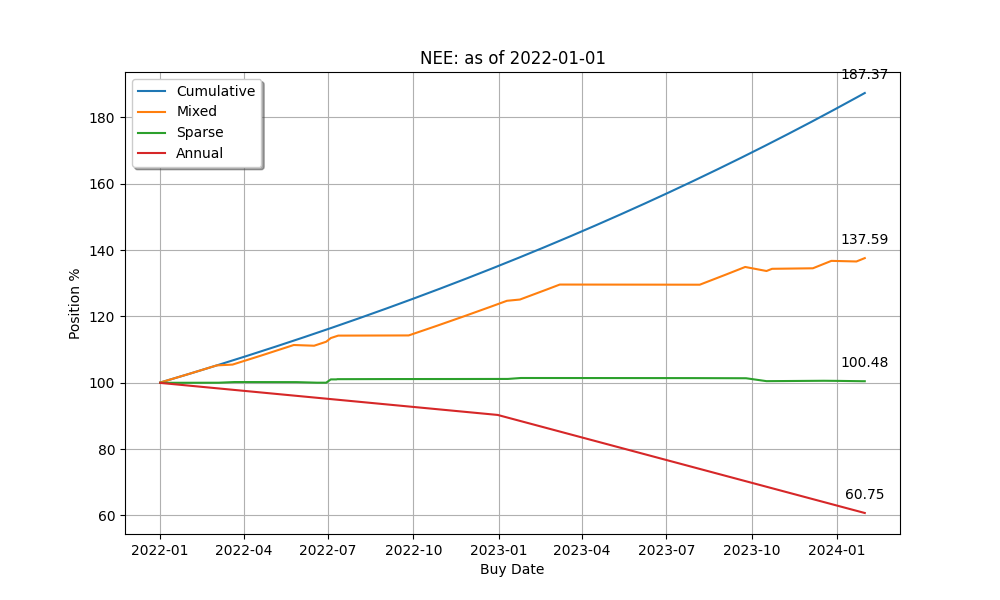 NEE: as of 2022-01-01
187.37
Cumulative
Mixed
Sparse
Annual
180
160
140
120
100
80
60
137.59
100.48
60.75
Position %
2022-01 2022-04 2022-07 2022-10 2023-01 2023-04 2023-07 2023-10 2024-01
Buy Date